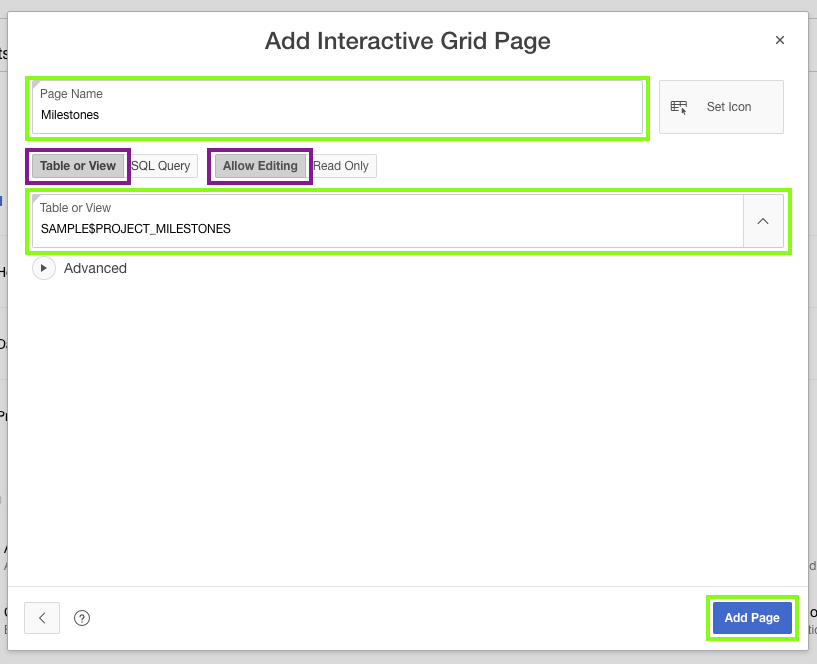 Add Interactive Grid Page
Page Name
Milestones
Set Icon
Table or View
SQL Query
Allow Editing
Read Only
Table or View
SAMPLE$PROJECT_MILESTONES
Advanced
Add Page